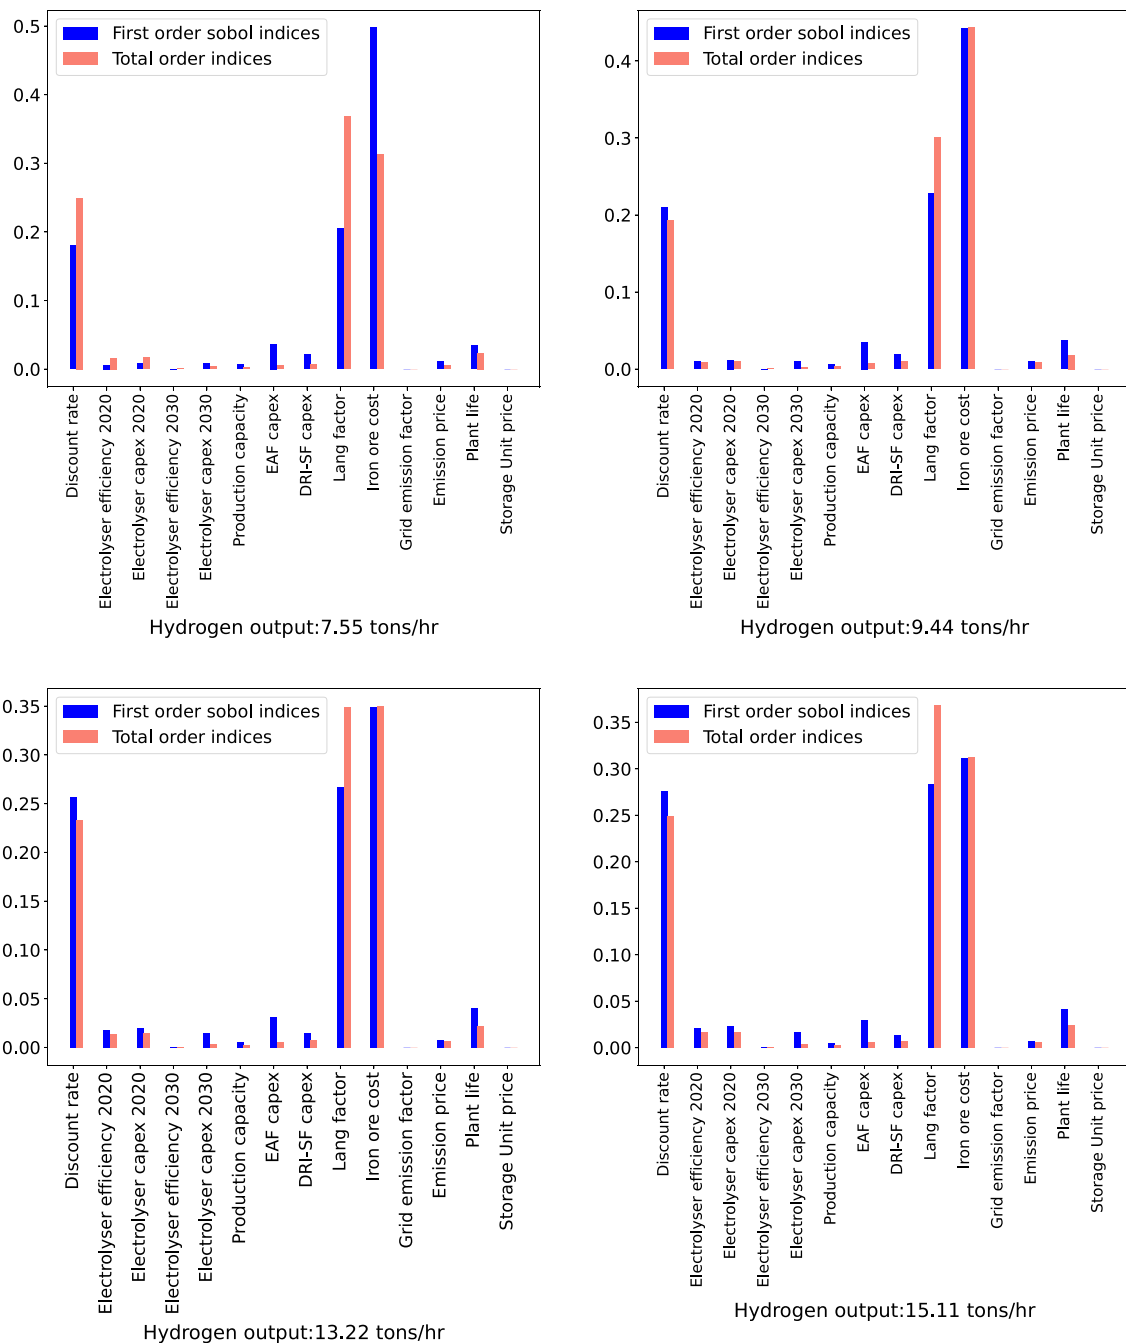 First order sobol indices
Total order indices
0.5
0.4
0.3
0.2
0.1
0.0
Discount rate
Electrolyser efficiency 2020
Electrolyser capex 2020
Electrolyser efficiency 2030
Electrolyser capex 2030
Production capacity
EAF capex
DRI-SF capex
Lang factor
Iron ore cost
Grid emission factor
Emission price
Plant life
Storage Unit price
Hydrogen output:7.55 tons/hr
First order sobol indices
Total order indices
0.4
0.3
0.2
0.1
0.0
Discount rate
Electrolyser efficiency 2020
Electrolyser capex 2020
Electrolyser efficiency 2030
Electrolyser capex 2030
Production capacity
EAF capex
DRI-SF capex
Lang factor
Iron ore cost
Grid emission factor
Emission price
Plant life
Storage Unit price
Hydrogen output:9.44 tons/hr
First order sobol indices
Total order indices
0.35
0.30
0.25
0.20
0.15
0.10
0.05
0.00
Discount rate
Electrolyser efficiency 2020
Electrolyser capex 2020
Electrolyser efficiency 2030
Electrolyser capex 2030
Production capacity
EAF capex
DRI-SF capex
Lang factor
Iron ore cost
Grid emission factor
Emission price
Plant life
Storage Unit price
Hydrogen output:13.22 tons/hr
First order sobol indices
Total order indices
0.35
0.30
0.25
0.20
0.15
0.10
0.05
0.00
Discount rate
Electrolyser efficiency 2020
Electrolyser capex 2020
Electrolyser efficiency 2030
Electrolyser capex 2030
Production capacity
EAF capex
DRI-SF capex
Lang factor
Iron ore cost
Grid emission factor
Emission price
Plant life
Storage Unit price
Hydrogen output:15.11 tons/hr